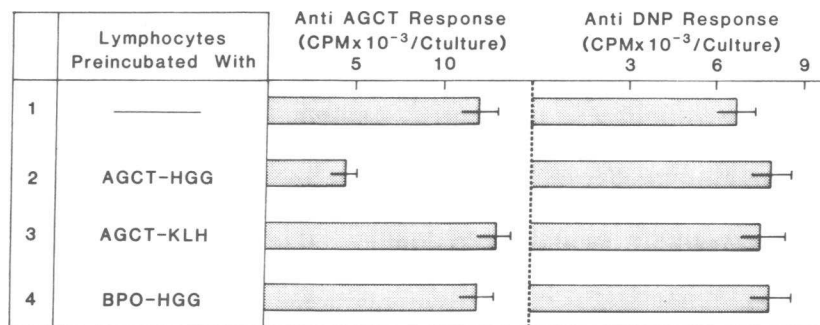 Lymphocytes
Preincubated With
Anti AGCT Response
(CPMx10⁻³/Ctulture)
5 10
Anti DNP Response
(CPMx10⁻³/Culture)
3 6 9
1 ——
2 AGCT-HGG
3 AGCT-KLH
4 BPO-HGG